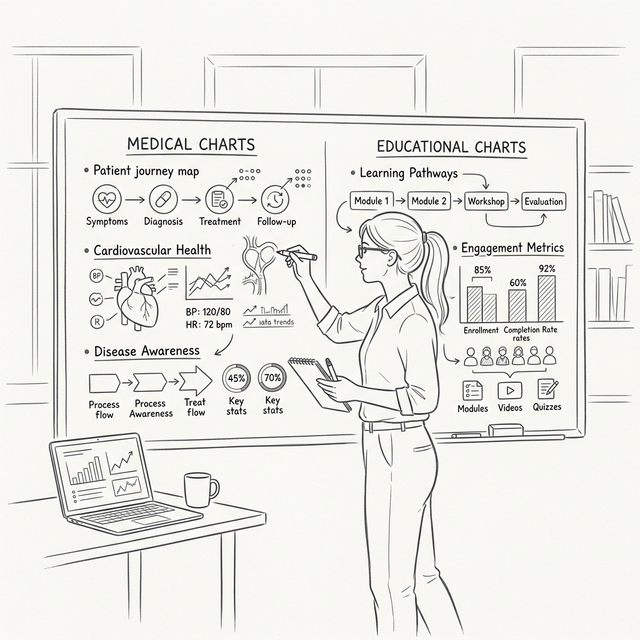 MEDICAL CHARTS
• Patient journey map
Symptoms
Diagnosis
Treatment
Follow-up
• Cardiovascular Health
BP
R
BP: 120/80
HR: 72 bpm
trends
• Disease Awareness
Process
flow
Process
Awareness
Treat
flow
45%
Key
stats
70%
Key
stats
EDUCATIONAL CHARTS
• Learning Pathways
Module 1
Module 2
Workshop
Evaluation
• Engagement Metrics
85%
60%
92%
Enrollment
Completion Rate
rates
Modules
Videos
Quizzes